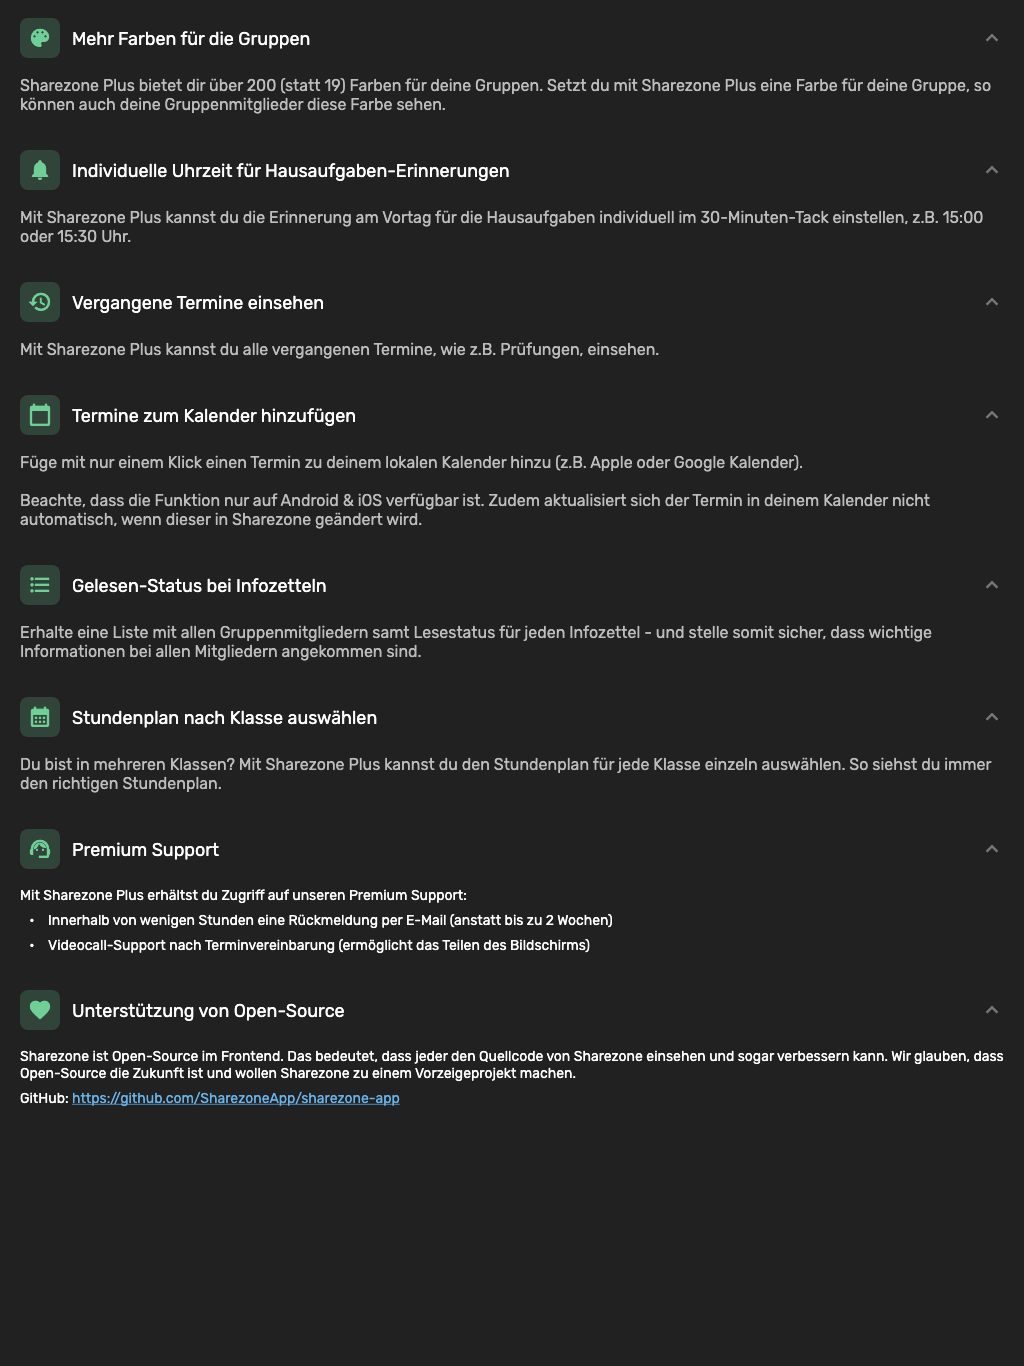 Mehr Farben für die Gruppen
Sharezone Plus bietet dir über 200 (statt 19) Farben für deine Gruppen. Setzt du mit Sharezone Plus eine Farbe für deine Gruppe, so
können auch deine Gruppenmitglieder diese Farbe sehen.
Individuelle Uhrzeit für Hausaufgaben-Erinnerungen
Mit Sharezone Plus kannst du die Erinnerung am Vortag für die Hausaufgaben individuell im 30-Minuten-Tack einstellen, z.B. 15:00
oder 15:30 Uhr.
Vergangene Termine einsehen
Mit Sharezone Plus kannst du alle vergangenen Termine, wie z.B. Prüfungen, einsehen.
Termine zum Kalender hinzufügen
Füge mit nur einem Klick einen Termin zu deinem lokalen Kalender hinzu (z.B. Apple oder Google Kalender).
Beachte, dass die Funktion nur auf Android & iOS verfügbar ist. Zudem aktualisiert sich der Termin in deinem Kalender nicht
automatisch, wenn dieser in Sharezone geändert wird.
Gelesen-Status bei Infozetteln
Erhalte eine Liste mit allen Gruppenmitgliedern samt Lesestatus für jeden Infozettel - und stelle somit sicher, dass wichtige
Informationen bei allen Mitgliedern angekommen sind.
Stundenplan nach Klasse auswählen
Du bist in mehreren Klassen? Mit Sharezone Plus kannst du den Stundenplan für jede Klasse einzeln auswählen. So siehst du immer
den richtigen Stundenplan.
Premium Support
Mit Sharezone Plus erhältst du Zugriff auf unseren Premium Support:
• Innerhalb von wenigen Stunden eine Rückmeldung per E-Mail (anstatt bis zu 2 Wochen)
• Videocall-Support nach Terminvereinbarung (ermöglicht das Teilen des Bildschirms)
Unterstützung von Open-Source
Sharezone ist Open-Source im Frontend. Das bedeutet, dass jeder den Quellcode von Sharezone einsehen und sogar verbessern kann. Wir glauben, dass
Open-Source die Zukunft ist und wollen Sharezone zu einem Vorzeigeprojekt machen.
GitHub: https://github.com/SharezoneApp/sharezone-app